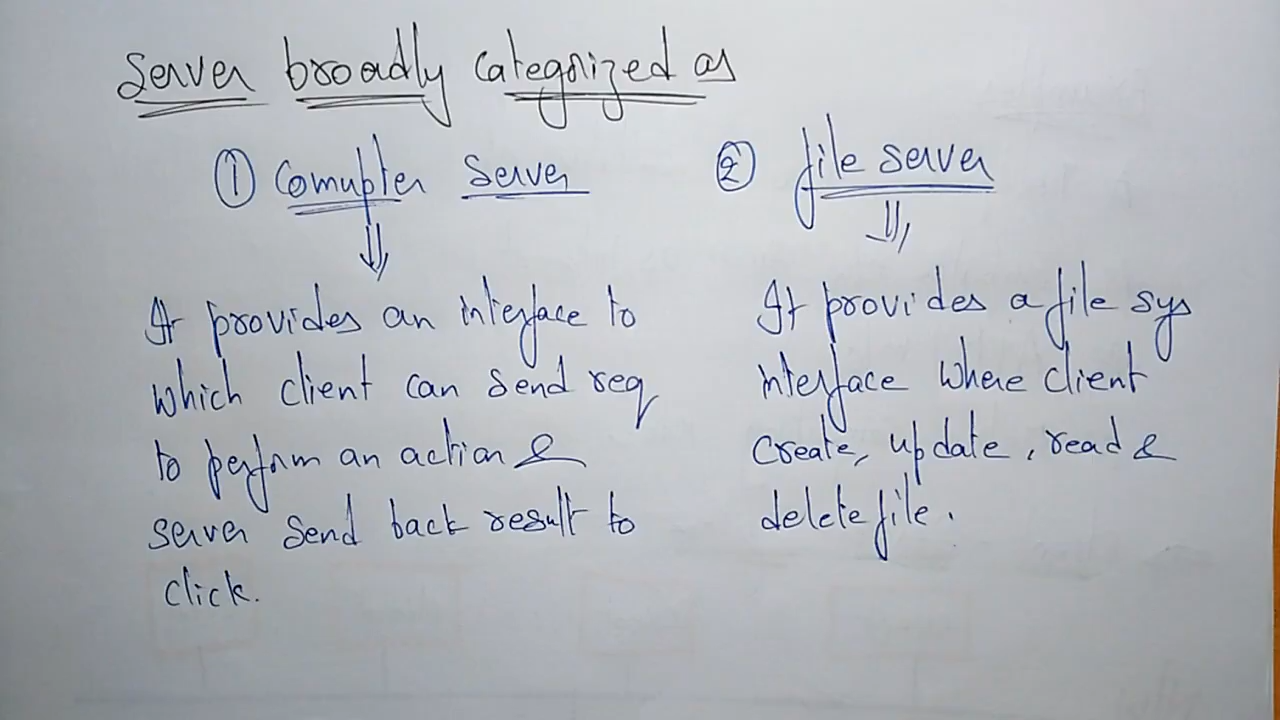 Server broadly categorized as
① Comupter Server
It provides an interface to
which client can send req
to perform an action &
server send back result to
click.
② file server
It provides a file sys
interface where client
create, update, read &
delete file.